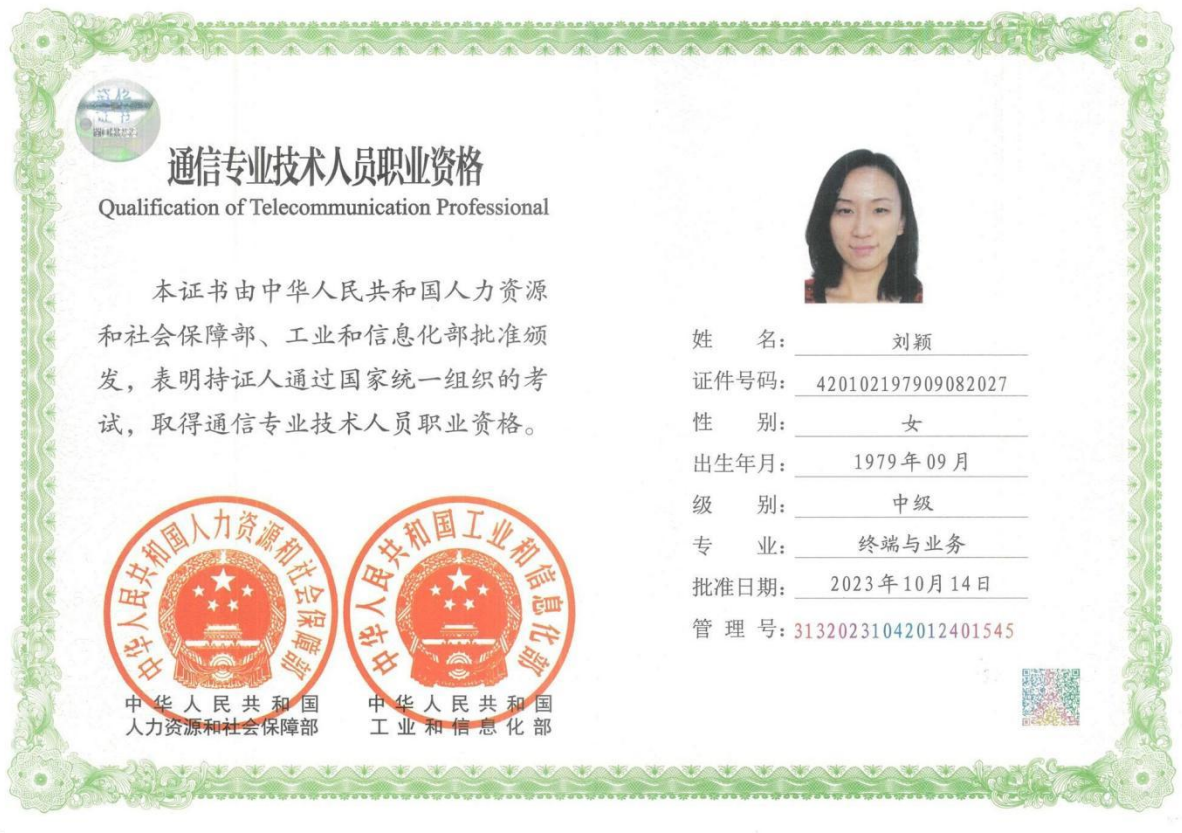 通信专业技术人员职业资格
Qualification of Telecommunication Professional
本证书由中华人民共和国人力资源
和社会保障部、工业和信息化部批准颁
发，表明持证人通过国家统一组织的考
试，取得通信专业技术人员职业资格。
中华人民共和国人力资源和社会保障部
中华人民共和国工业和信息化部
中华人民共和国
人力资源和社会保障部
中华人民共和国
工业和信息化部
姓 名： 刘颖
证件号码： 420102197909082027
性 别： 女
出生年月： 1979年09月
级 别： 中级
专 业： 终端与业务
批准日期： 2023年10月14日
管 理 号： 31320231042012401545